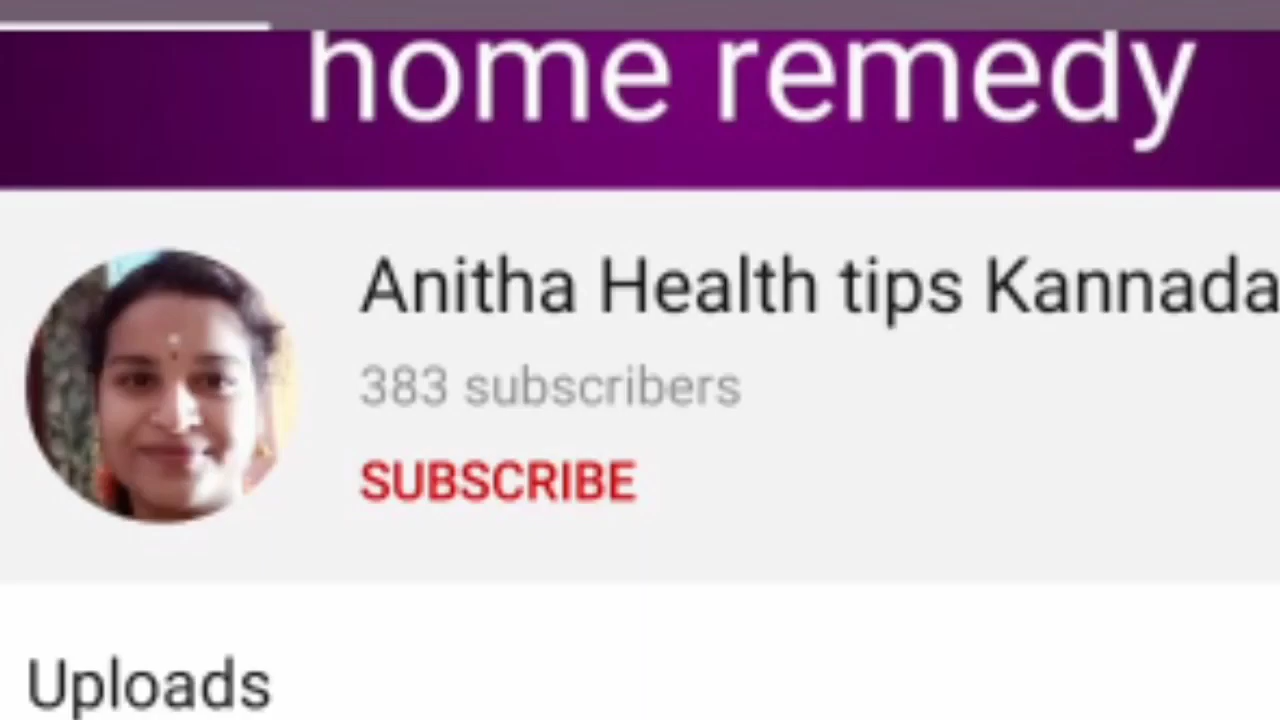 home remedy
Anitha Health tips Kannada
383 subscribers
SUBSCRIBE
Uploads